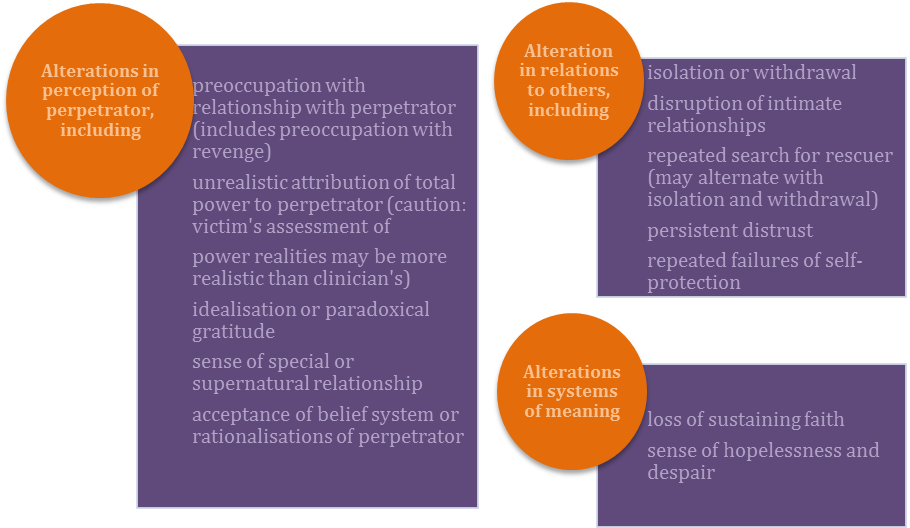 Alterations in
perception of
perpetrator,
including
preoccupation with
relationship with perpetrator
(includes preoccupation with
revenge)
unrealistic attribution of total
power to perpetrator (caution:
victim's assessment of
power realities may be more
realistic than clinician's)
idealisation or paradoxical
gratitude
sense of special or
supernatural relationship
acceptance of belief system or
rationalisations of perpetrator
Alteration
in relations
to others,
including
isolation or withdrawal
disruption of intimate
relationships
repeated search for rescuer
(may alternate with
isolation and withdrawal)
persistent distrust
repeated failures of self-
protection
Alterations
in systems
of meaning
loss of sustaining faith
sense of hopelessness and
despair